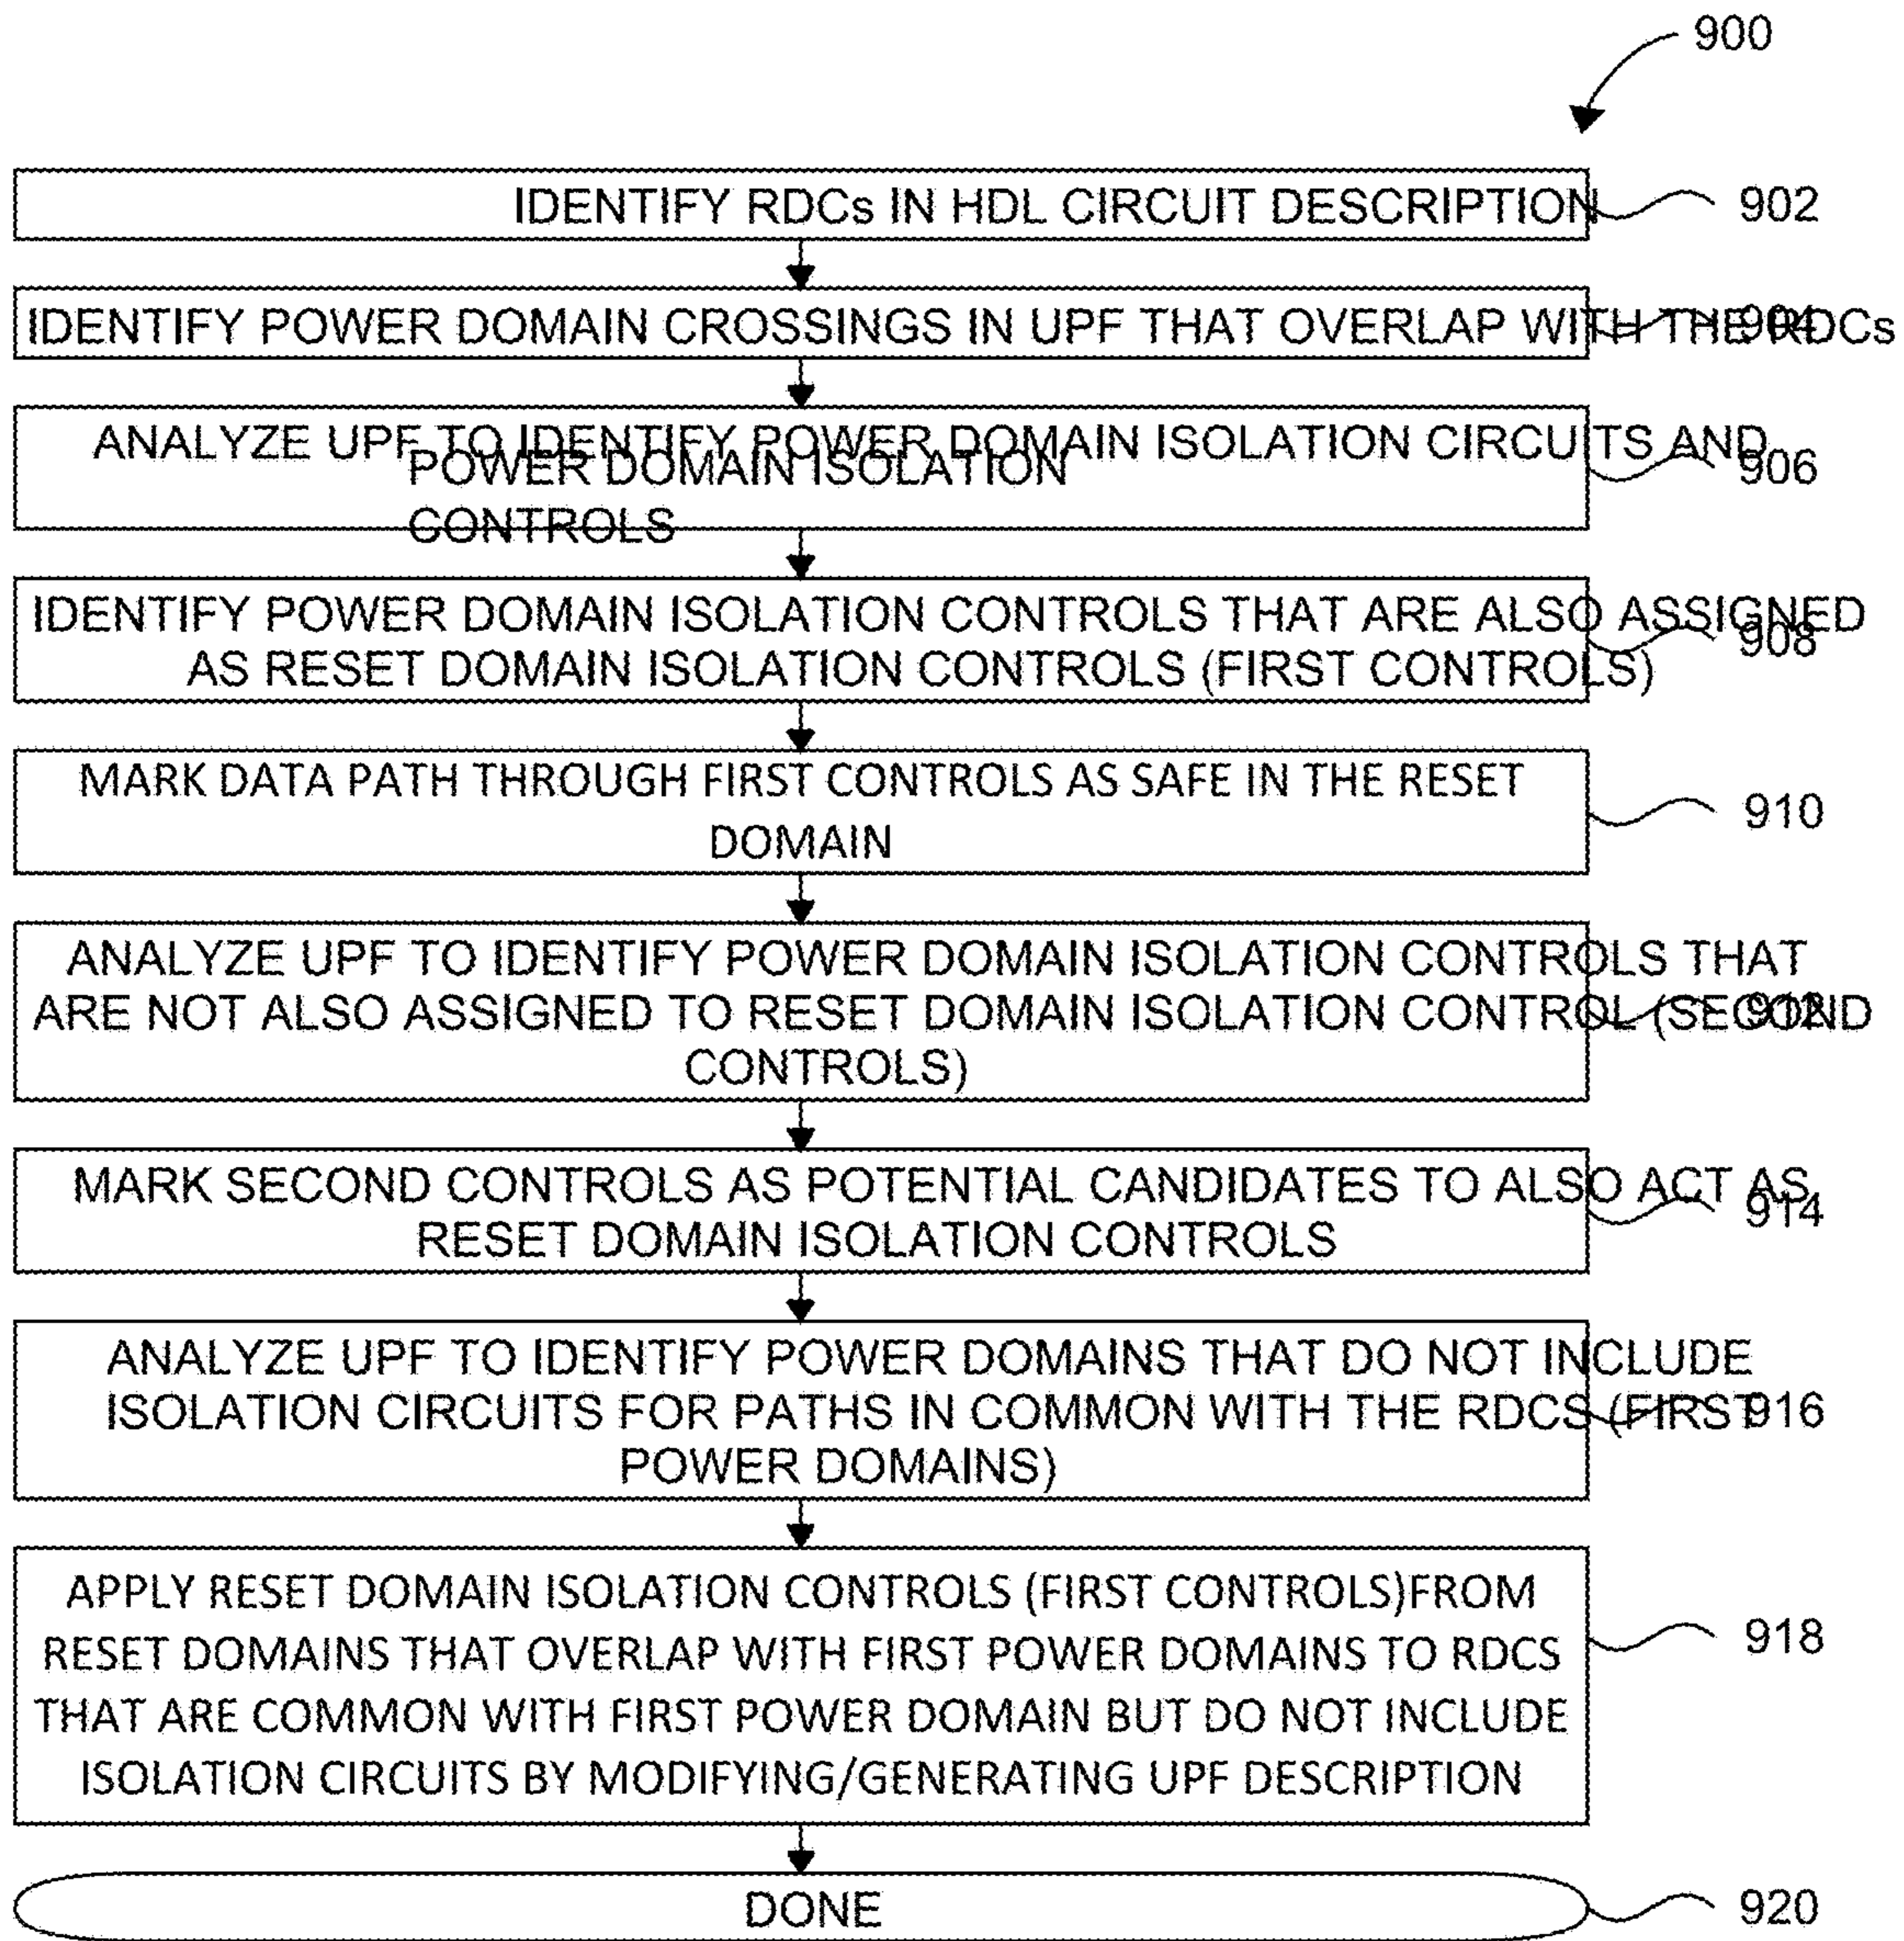 900
IDENTIFY RDCs IN HDL CIRCUIT DESCRIPTION
902
IDENTIFY POWER DOMAIN CROSSINGS IN UPF THAT OVERLAP WITH THE RDCs
904
ANALYZE UPF TO IDENTIFY POWER DOMAIN ISOLATION CIRCUITS AND
POWER DOMAIN ISOLATION
CONTROLS
906
IDENTIFY POWER DOMAIN ISOLATION CONTROLS THAT ARE ALSO ASSIGNED
AS RESET DOMAIN ISOLATION CONTROLS (FIRST CONTROLS)
908
MARK DATA PATH THROUGH FIRST CONTROLS AS SAFE IN THE RESET
DOMAIN
910
ANALYZE UPF TO IDENTIFY POWER DOMAIN ISOLATION CONTROLS THAT
ARE NOT ALSO ASSIGNED TO RESET DOMAIN ISOLATION CONTROL (SECOND
CONTROLS)
912
MARK SECOND CONTROLS AS POTENTIAL CANDIDATES TO ALSO ACT AS
RESET DOMAIN ISOLATION CONTROLS
914
ANALYZE UPF TO IDENTIFY POWER DOMAINS THAT DO NOT INCLUDE
ISOLATION CIRCUITS FOR PATHS IN COMMON WITH THE RDCS (FIRST
POWER DOMAINS)
916
APPLY RESET DOMAIN ISOLATION CONTROLS (FIRST CONTROLS)FROM
RESET DOMAINS THAT OVERLAP WITH FIRST POWER DOMAINS TO RDCS
THAT ARE COMMON WITH FIRST POWER DOMAIN BUT DO NOT INCLUDE
ISOLATION CIRCUITS BY MODIFYING/GENERATING UPF DESCRIPTION
918
DONE
920